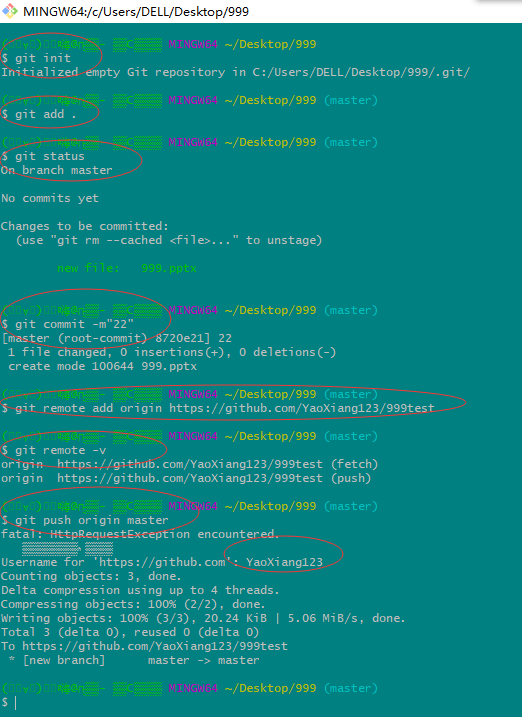 MINGW64:/c/Users/DELL/Desktop/999
MINGW64 ~/Desktop/999
$ git init
Initialized empty Git repository in C:/Users/DELL/Desktop/999/.git/
MINGW64 ~/Desktop/999 (master)
$ git add .
MINGW64 ~/Desktop/999 (master)
$ git status
On branch master
No commits yet
Changes to be committed:
(use "git rm --cached <file>..." to unstage)
new file: 999.pptx
MINGW64 ~/Desktop/999 (master)
$ git commit -m"22"
[master (root-commit) 8720e21] 22
1 file changed, 0 insertions(+), 0 deletions(-)
create mode 100644 999.pptx
MINGW64 ~/Desktop/999 (master)
$ git remote add origin https://github.com/YaoXiang123/999test
MINGW64 ~/Desktop/999 (master)
$ git remote -v
origin https://github.com/YaoXiang123/999test (fetch)
origin https://github.com/YaoXiang123/999test (push)
MINGW64 ~/Desktop/999 (master)
$ git push origin master
fatal: HttpRequestException encountered.
Username for 'https://github.com': YaoXiang123
Counting objects: 3, done.
Delta compression using up to 4 threads.
Compressing objects: 100% (2/2), done.
Writing objects: 100% (3/3), 20.24 KiB | 5.06 MiB/s, done.
Total 3 (delta 0), reused 0 (delta 0)
To https://github.com/YaoXiang123/999test
* [new branch] master -> master
MINGW64 ~/Desktop/999 (master)
$